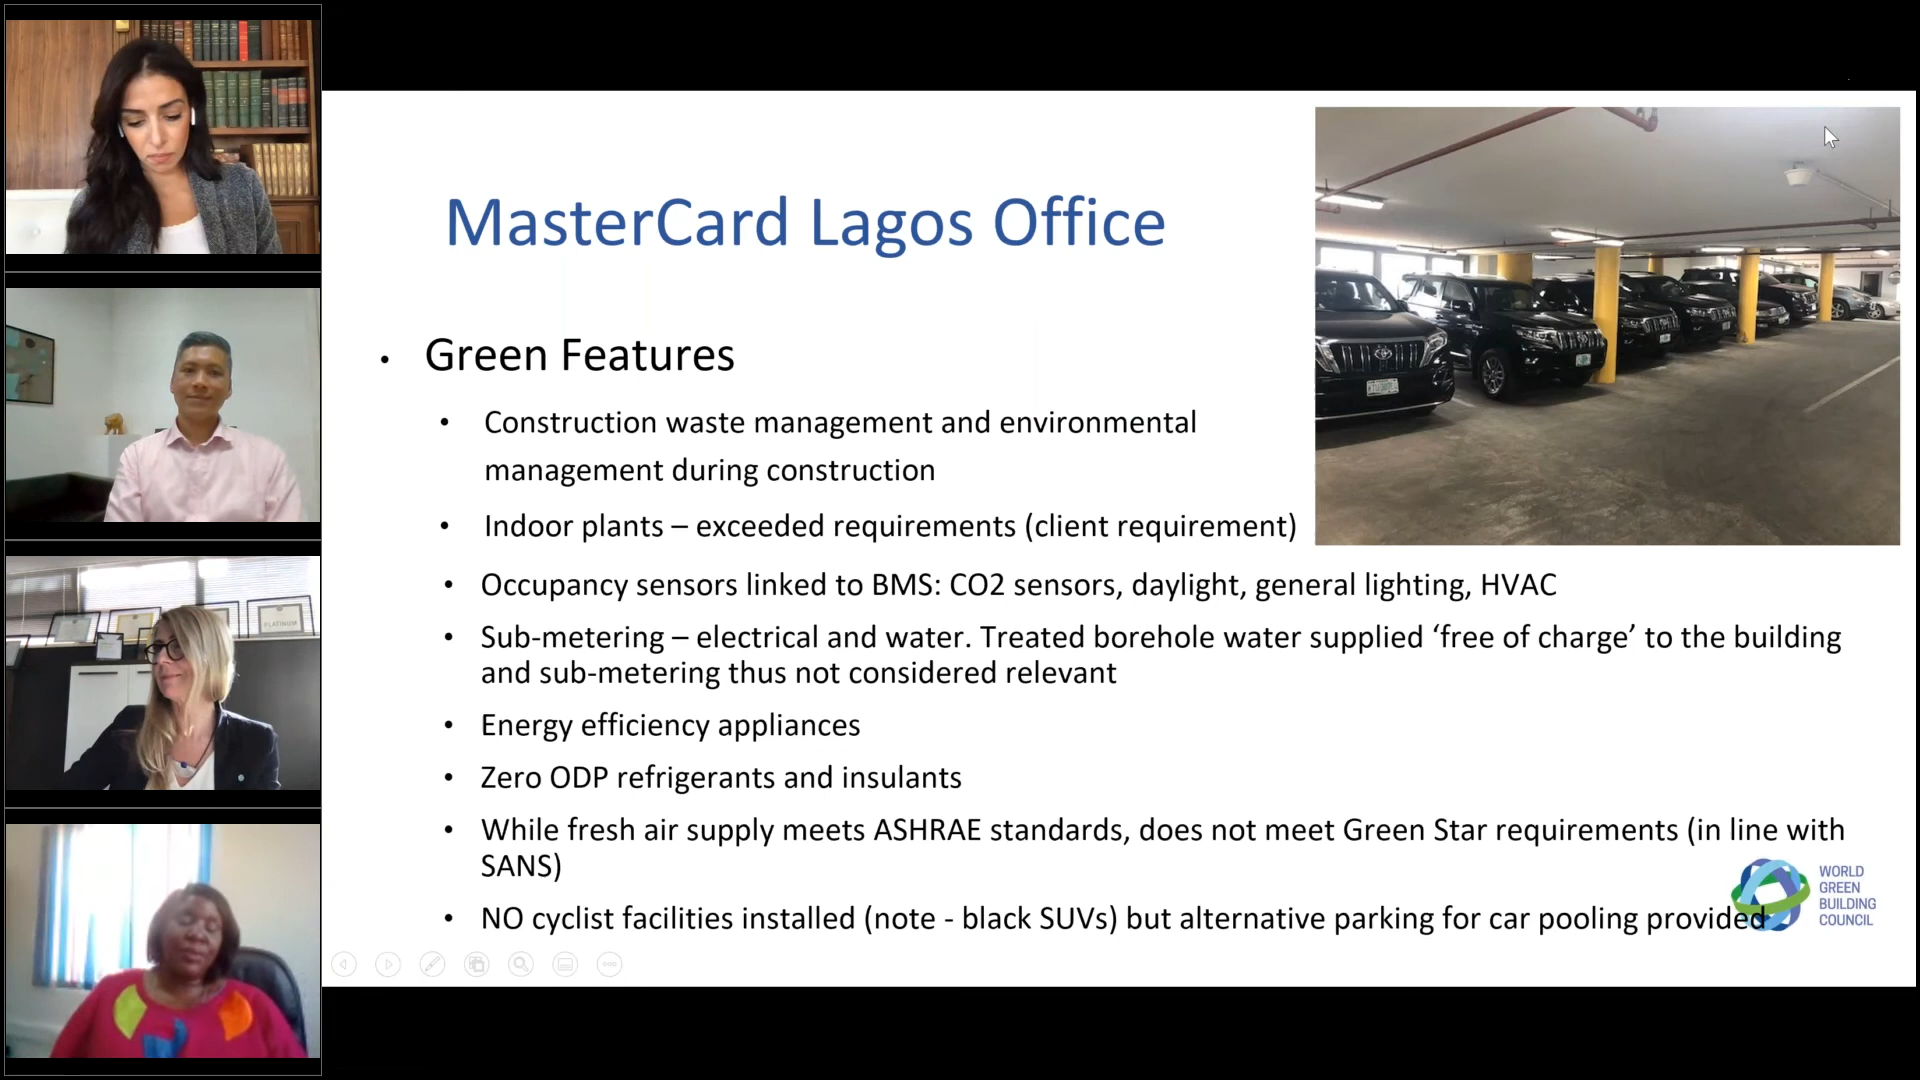 MasterCard Lagos Office
• Green Features
• Construction waste management and environmental
management during construction
• Indoor plants – exceeded requirements (client requirement)
• Occupancy sensors linked to BMS: CO2 sensors, daylight, general lighting, HVAC
• Sub-metering – electrical and water. Treated borehole water supplied ‘free of charge’ to the building
and sub-metering thus not considered relevant
• Energy efficiency appliances
• Zero ODP refrigerants and insulants
• While fresh air supply meets ASHRAE standards, does not meet Green Star requirements (in line with
SANS)
• NO cyclist facilities installed (note - black SUVs) but alternative parking for car pooling provided
WORLD
GREEN
BUILDING
COUNCIL
PLATINUM